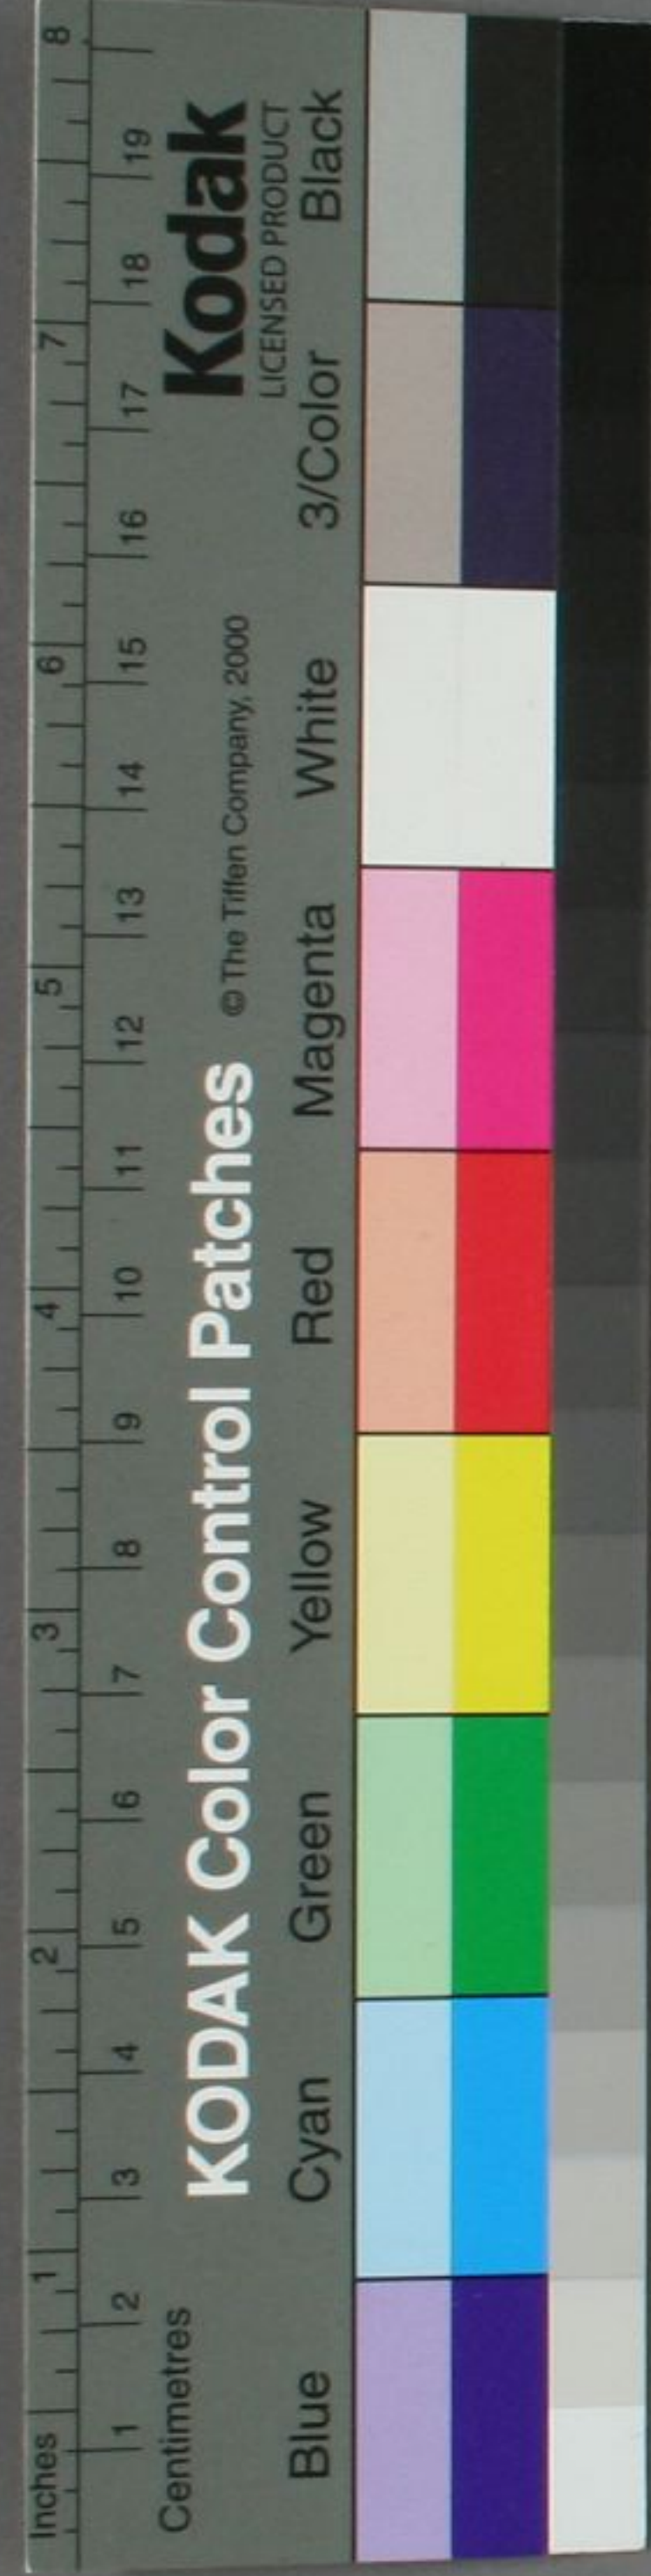 Inches 1 2 3 4 5 6 7 8
1 2 3 4 5 6 7 8 9 10 11 12 13 14 15 16 17 18 19
Centimetres
KODAK Color Control Patches © The Tiffen Company, 2000
Kodak
LICENSED PRODUCT
Blue Cyan Green Yellow Red Magenta White 3/Color Black